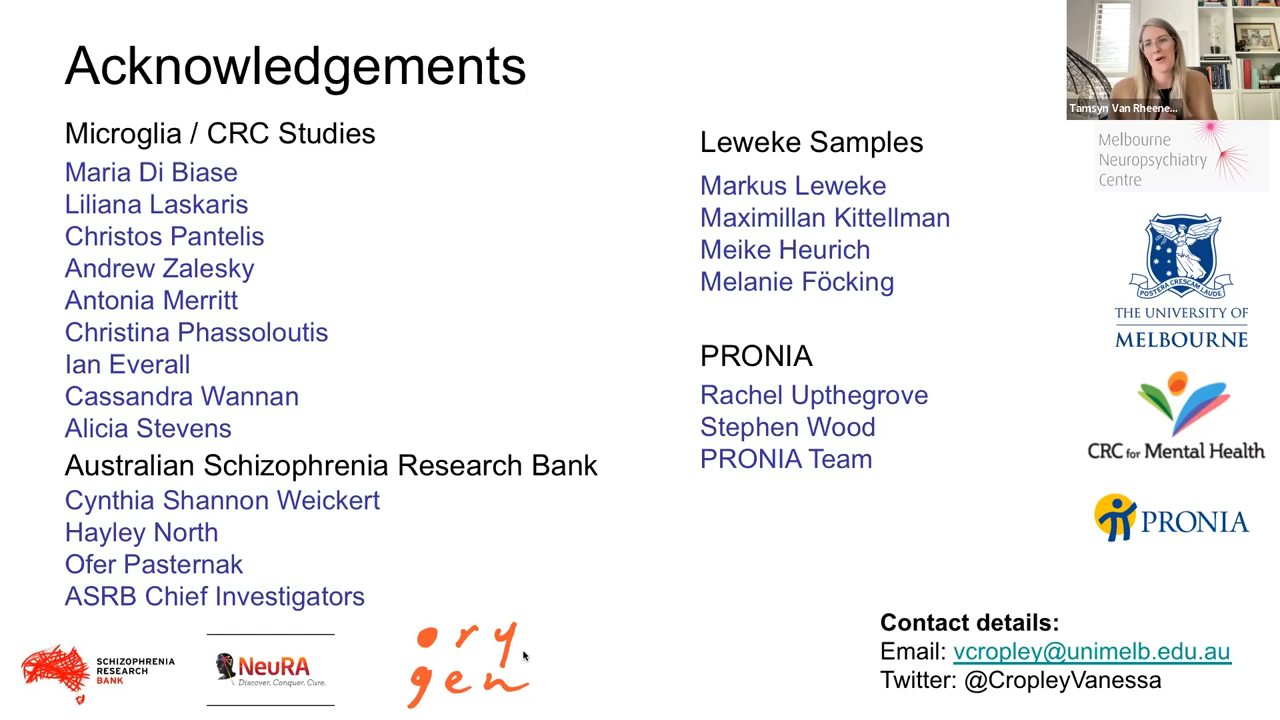 Acknowledgements
Microglia / CRC Studies
Maria Di Biase
Liliana Laskaris
Christos Pantelis
Andrew Zalesky
Antonia Merritt
Christina Phassoloutis
Ian Everall
Cassandra Wannan
Alicia Stevens
Australian Schizophrenia Research Bank
Cynthia Shannon Weickert
Hayley North
Ofer Pasternak
ASRB Chief Investigators
SCHIZOPHRENIA
RESEARCH
BANK
NeuRA
Discover. Conquer. Cure.
ory
gen
Leweke Samples
Markus Leweke
Maximillan Kittellman
Meike Heurich
Melanie Föcking
PRONIA
Rachel Upthegrove
Stephen Wood
PRONIA Team
Tamsyn Van Rheene...
Melbourne
Neuropsychiatry
Centre
POSTERA CRESCAM LAUDE
THE UNIVERSITY OF
MELBOURNE
CRC for Mental Health
PRONIA
Contact details:
Email: vcropley@unimelb.edu.au
Twitter: @CropleyVanessa